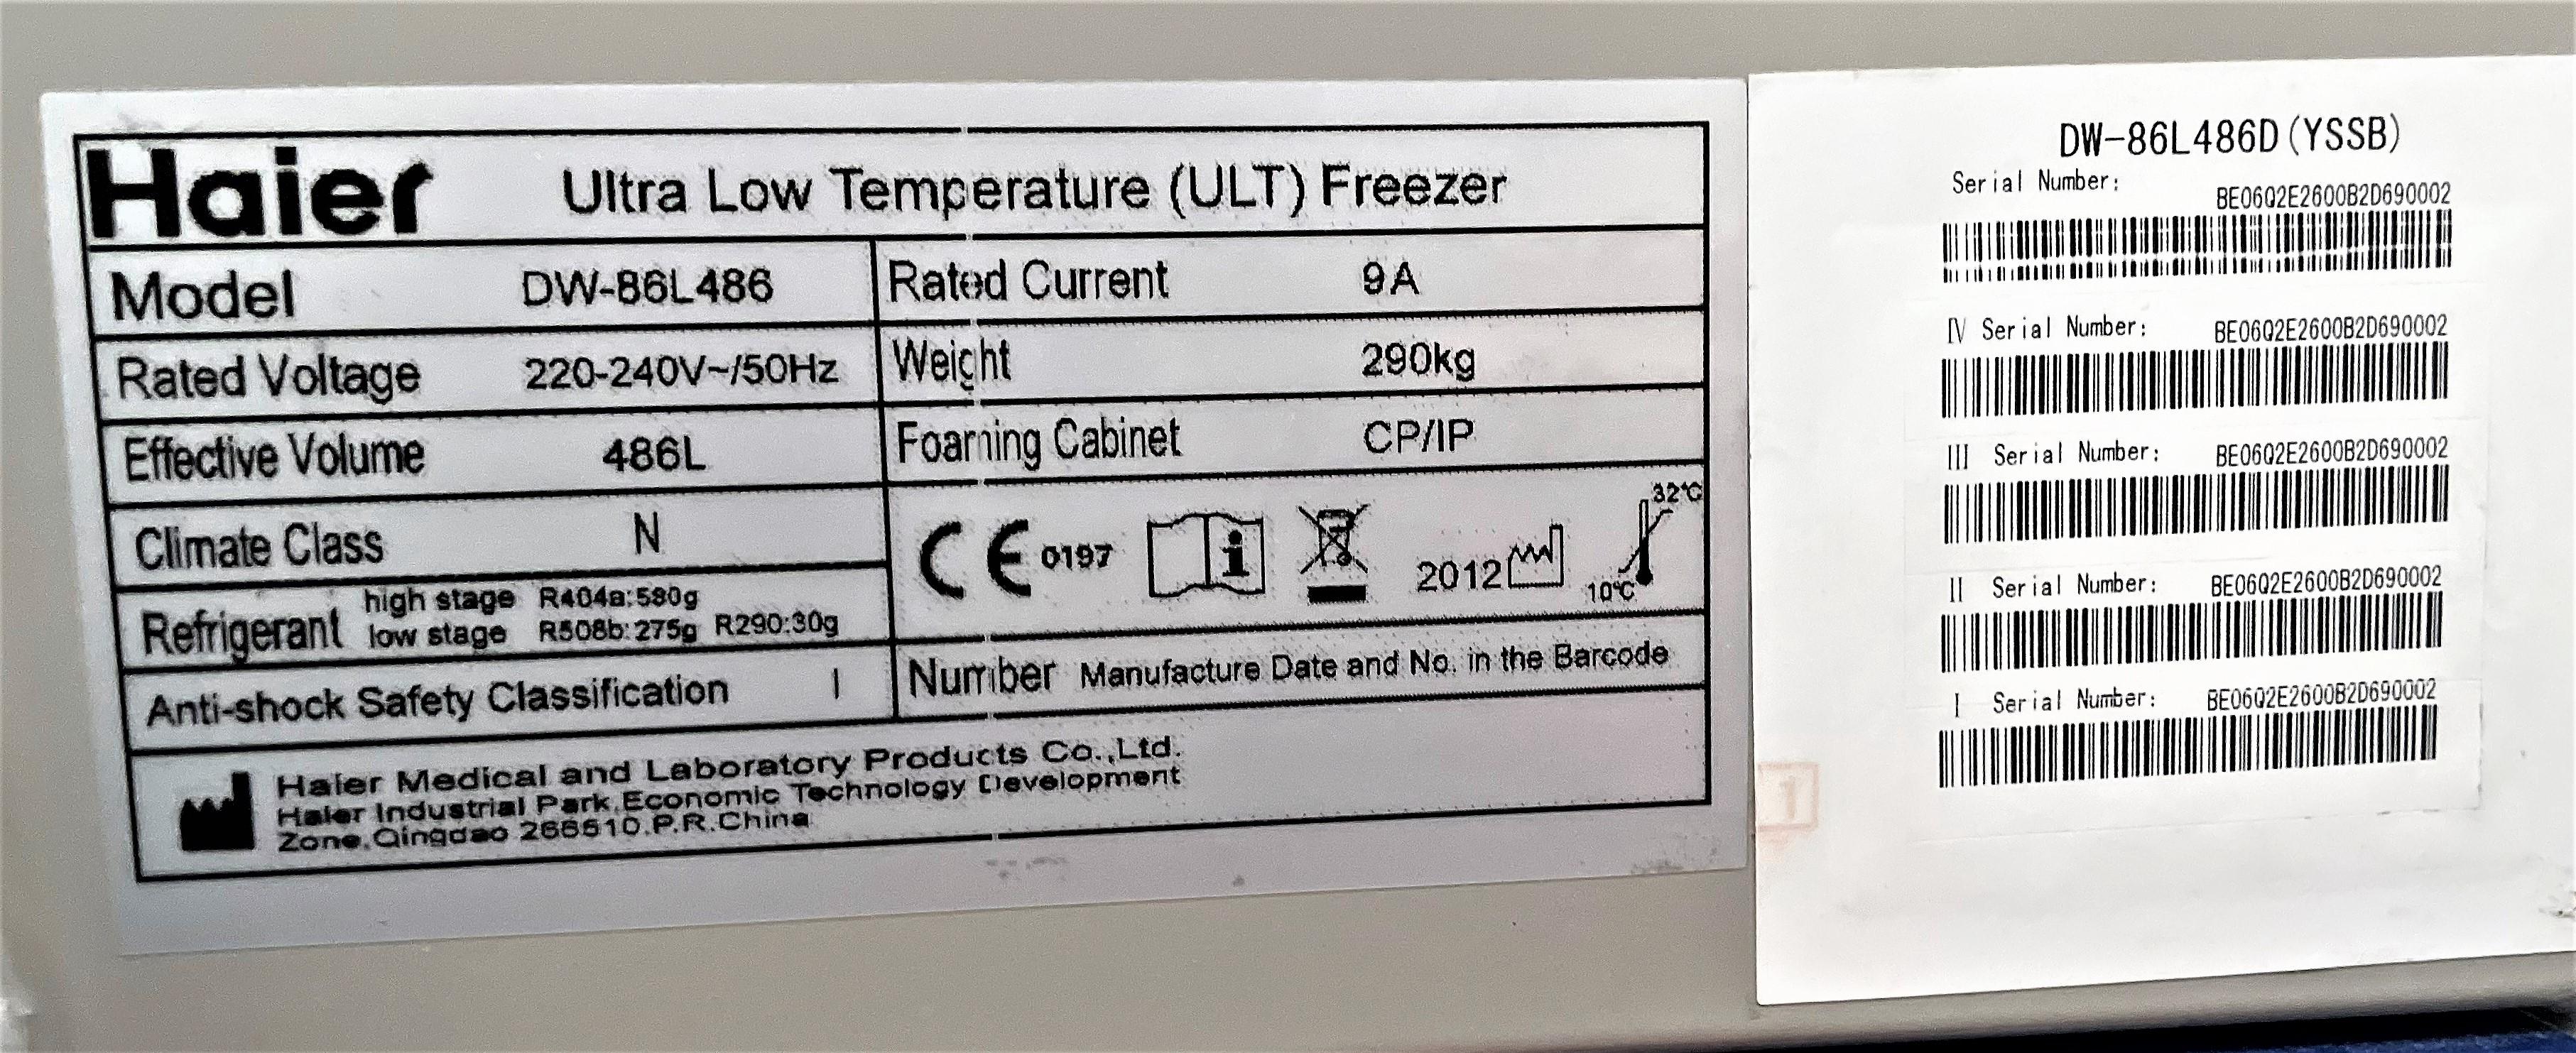 Haier Ultra Low Temperature (ULT) Freezer
Model DW-86L486 Rated Current 9A
Rated Voltage 220-240V~/50Hz Weight 290kg
Effective Volume 486L Foaming Cabinet CP/IP
Climate Class N
CE 0197 2012 10°C 32°C
Refrigerant high stage R404a:580g
low stage R508b:275g R290:30g
Anti-shock Safety Classification I Number Manufacture Date and No. in the Barcode
Haier Medical and Laboratory Products Co.,Ltd.
Haier Industrial Park,Economic Technology Development
Zone,Qingdao 266510,P.R.China
DW-86L486D(YSSB)
Serial Number: BE06Q2E2600B2D690002
IV Serial Number: BE06Q2E2600B2D690002
III Serial Number: BE06Q2E2600B2D690002
II Serial Number: BE06Q2E2600B2D690002
I Serial Number: BE06Q2E2600B2D690002
1